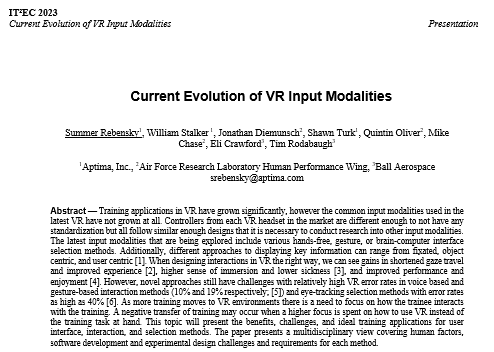 IT²EC 2023
Current Evolution of VR Input Modalities Presentation
Current Evolution of VR Input Modalities
Summer Rebensky¹, William Stalker ¹, Jonathan Diemunsch², Shawn Turk¹, Quintin Oliver², Mike
Chase², Eli Crawford³, Tim Rodabaugh³
¹Aptima, Inc., ²Air Force Research Laboratory Human Performance Wing, ³Ball Aerospace
srebensky@aptima.com
Abstract — Training applications in VR have grown significantly, however the common input modalities used in the
latest VR have not grown at all. Controllers from each VR headset in the market are different enough to not have any
standardization but all follow similar enough designs that it is necessary to conduct research into other input modalities.
The latest input modalities that are being explored include various hands-free, gesture, or brain-computer interface
selection methods. Additionally, different approaches to displaying key information can range from fixated, object
centric, and user centric [1]. When designing interactions in VR the right way, we can see gains in shortened gaze travel
and improved experience [2], higher sense of immersion and lower sickness [3], and improved performance and
enjoyment [4]. However, novel approaches still have challenges with relatively high VR error rates in voice based and
gesture-based interaction methods (10% and 19% respectively; [5]) and eye-tracking selection methods with error rates
as high as 40% [6]. As more training moves to VR environments there is a need to focus on how the trainee interacts
with the training. A negative transfer of training may occur when a higher focus is spent on how to use VR instead of
the training task at hand. This topic will present the benefits, challenges, and ideal training applications for user
interface, interaction, and selection methods. The paper presents a multidisciplinary view covering human factors,
software development and experimental design challenges and requirements for each method.